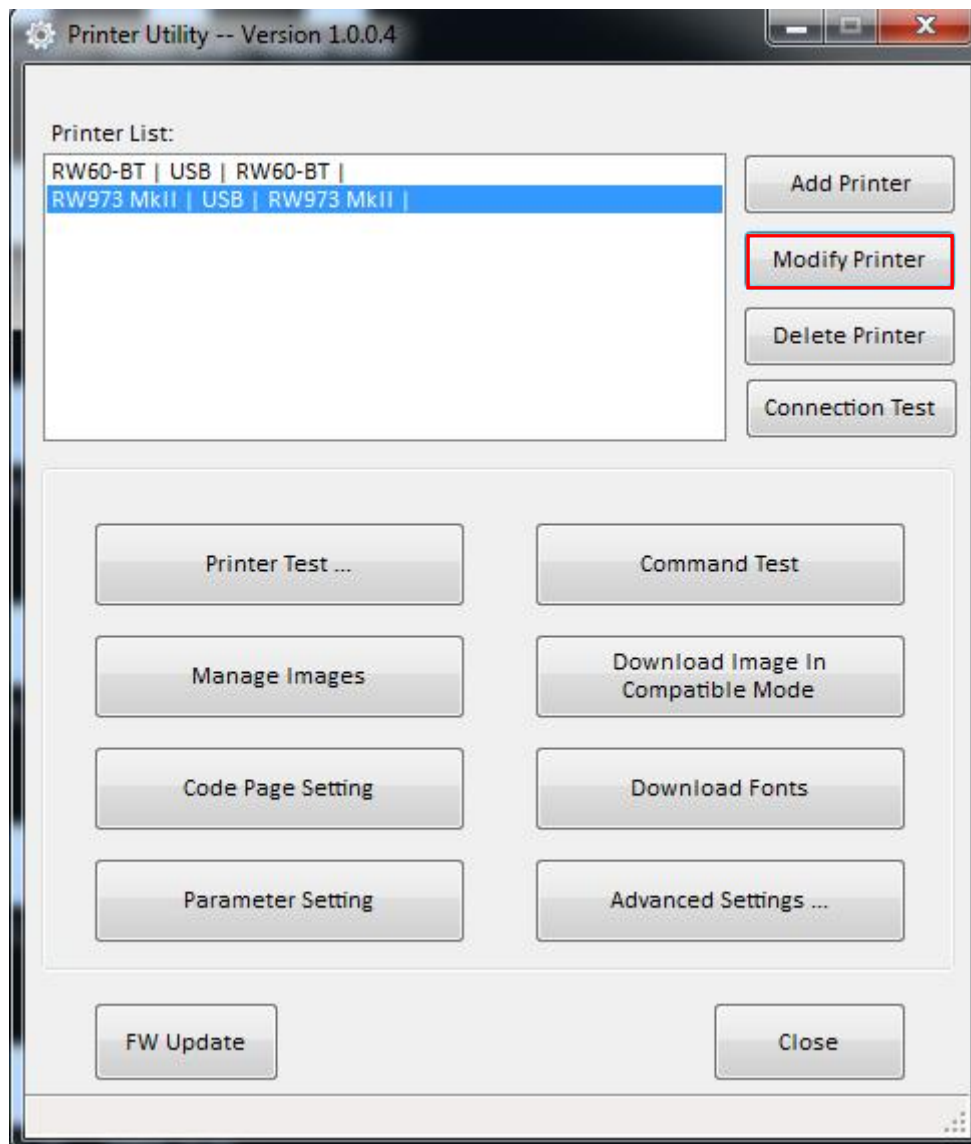 Printer Utility -- Version 1.0.0.4
Printer List:
RW60-BT | USB | RW60-BT |
RW973 MkII | USB | RW973 MkII |
Add Printer
Modify Printer
Delete Printer
Connection Test
Printer Test ...
Command Test
Manage Images
Download Image In
Compatible Mode
Code Page Setting
Download Fonts
Parameter Setting
Advanced Settings ...
FW Update
Close